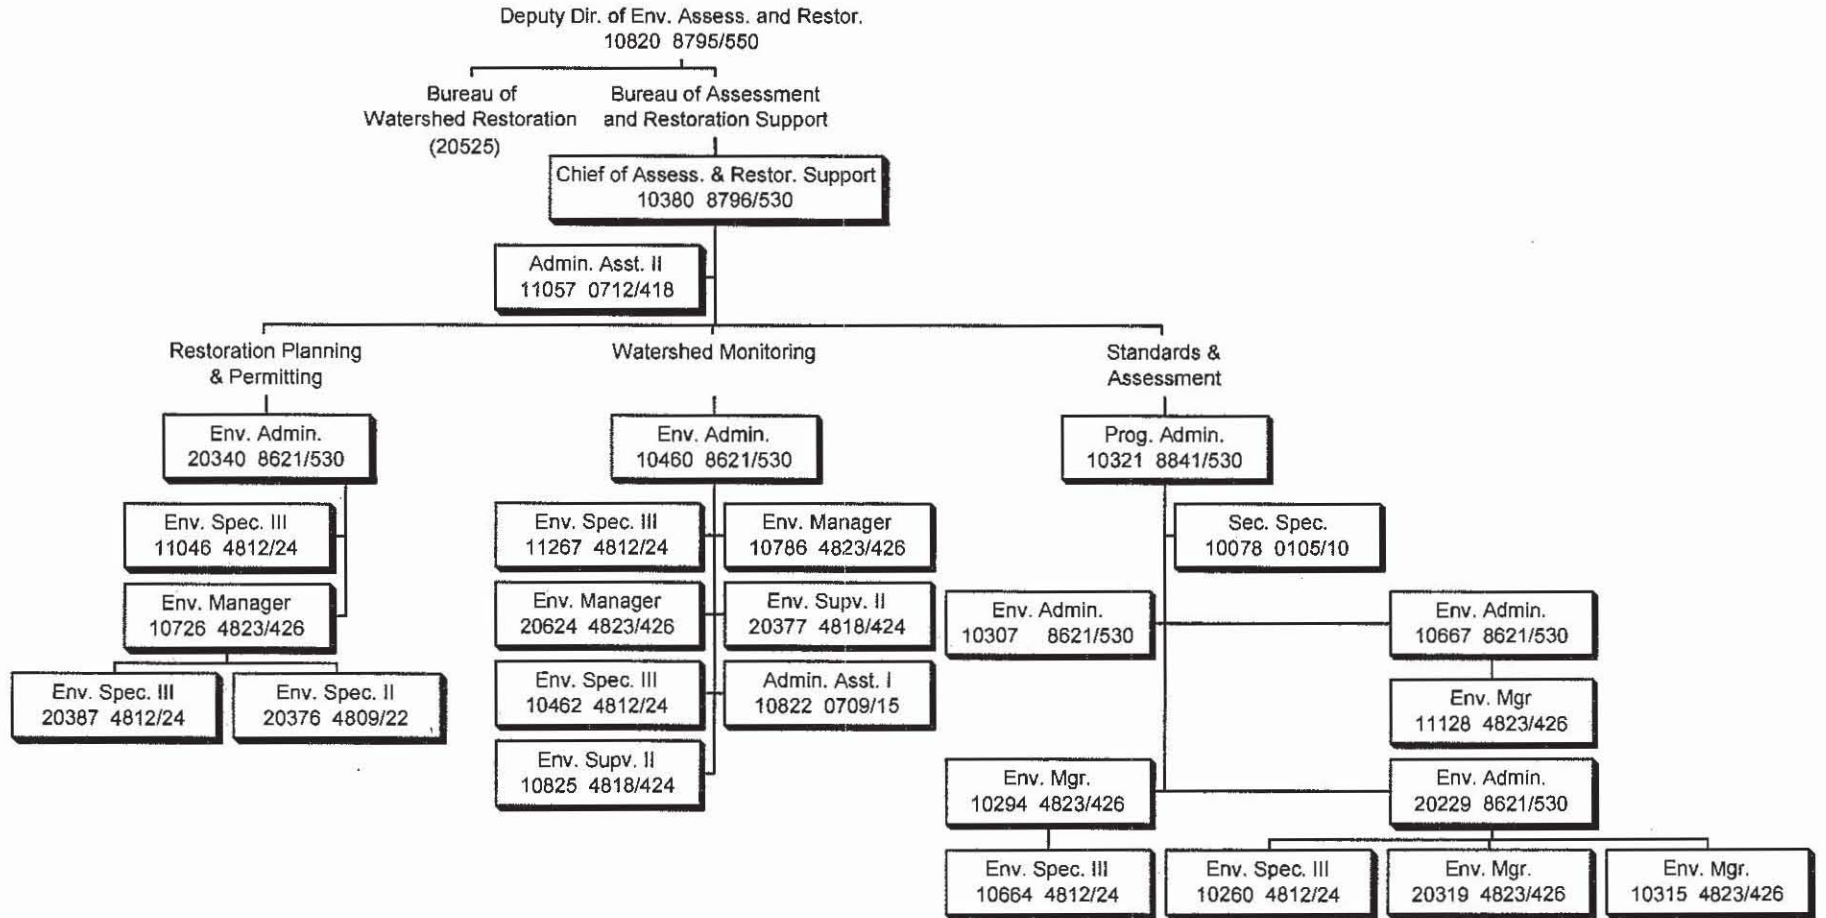 Deputy Dir. of Env. Assess. and Restor.
10820 8795/550
Bureau of
Watershed Restoration
(20525)
Bureau of Assessment
and Restoration Support
Chief of Assess. & Restor. Support
10380 8796/530
Admin. Asst. II
11057 0712/418
Restoration Planning
& Permitting
Env. Admin.
20340 8621/530
Env. Spec. III
11046 4812/24
Env. Manager
10726 4823/426
Env. Spec. III
20387 4812/24
Env. Spec. II
20376 4809/22
Watershed Monitoring
Env. Admin.
10460 8621/530
Env. Spec. III
11267 4812/24
Env. Manager
10786 4823/426
Env. Manager
20624 4823/426
Env. Supv. II
20377 4818/424
Env. Spec. III
10462 4812/24
Admin. Asst. I
10822 0709/15
Env. Supv. II
10825 4818/424
Standards &
Assessment
Prog. Admin.
10321 8841/530
Sec. Spec.
10078 0105/10
Env. Admin.
10307 8621/530
Env. Admin.
10667 8621/530
Env. Mgr
11128 4823/426
Env. Mgr.
10294 4823/426
Env. Admin.
20229 8621/530
Env. Spec. III
10664 4812/24
Env. Spec. III
10260 4812/24
Env. Mgr.
20319 4823/426
Env. Mgr.
10315 4823/426